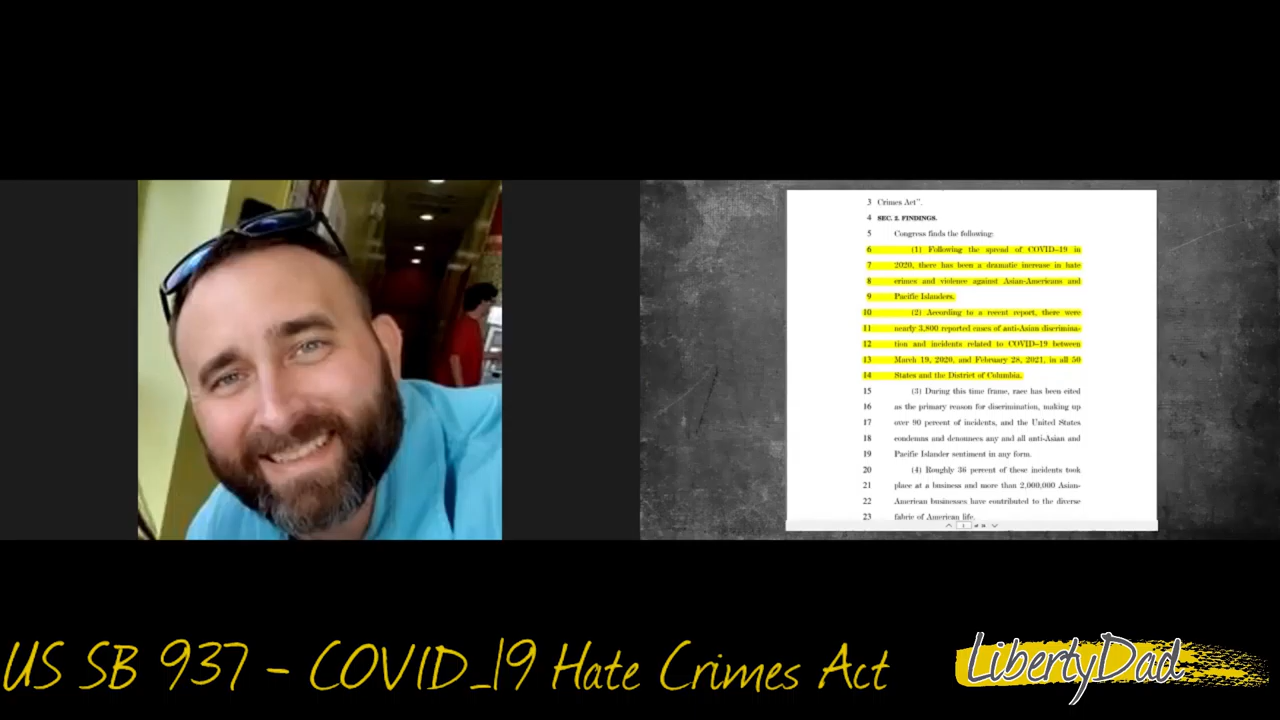 3 Crimes Act”.
4 SEC. 2. FINDINGS.
5 Congress finds the following:
6 (1) Following the spread of COVID–19 in
7 2020, there has been a dramatic increase in hate
8 crimes and violence against Asian-Americans and
9 Pacific Islanders.
10 (2) According to a recent report, there were
11 nearly 3,800 reported cases of anti-Asian discrimina-
12 tion and incidents related to COVID–19 between
13 March 19, 2020, and February 28, 2021, in all 50
14 States and the District of Columbia.
15 (3) During this time frame, race has been cited
16 as the primary reason for discrimination, making up
17 over 90 percent of incidents, and the United States
18 condemns and denounces any and all anti-Asian and
19 Pacific Islander sentiment in any form.
20 (4) Roughly 36 percent of these incidents took
21 place at a business and more than 2,000,000 Asian-
22 American businesses have contributed to the diverse
23 fabric of American life.
US SB 937 - COVID_19 Hate Crimes Act
LibertyDad